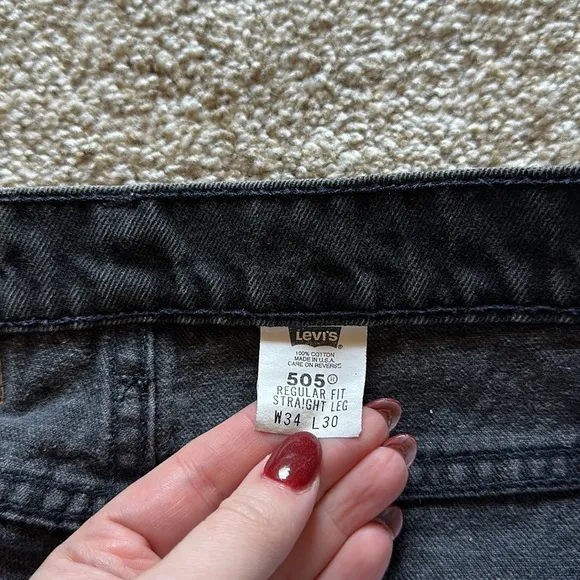 Levi's
100% COTTON
MADE IN U.S.A.
CARE ON REVERSE
505®
REGULAR FIT
STRAIGHT LEG
W34 L30